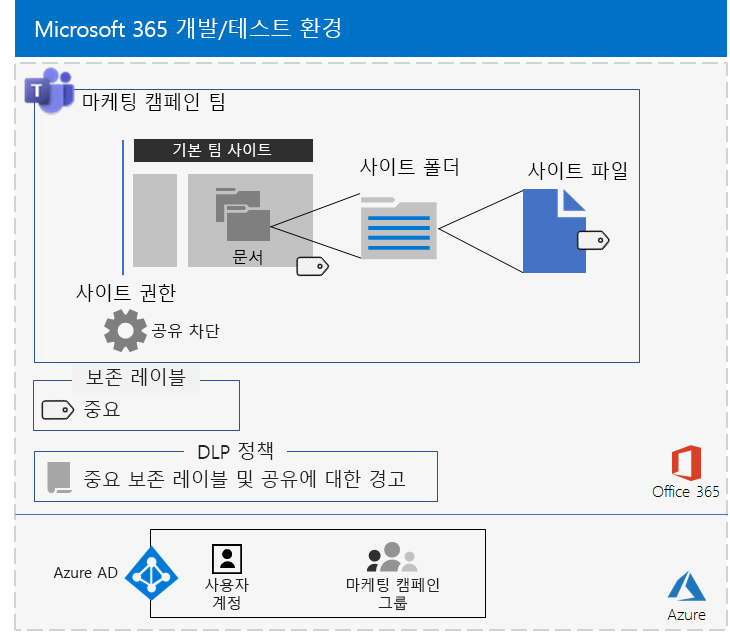 Microsoft 365 개발/테스트 환경
T
마케팅 캠페인 팀
기본 팀 사이트
사이트 폴더
사이트 파일
문서
사이트 권한
공유 차단
보존 레이블
중요
DLP 정책
중요 보존 레이블 및 공유에 대한 경고
Office 365
Azure AD
사용자
계정
마케팅 캠페인
그룹
Azure